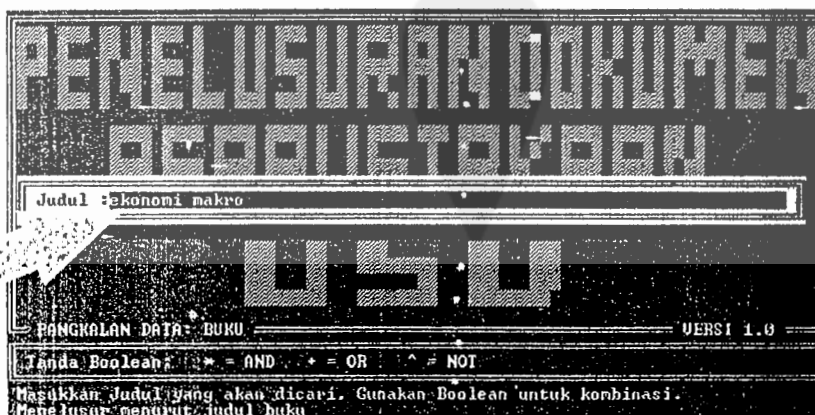 PENELUSURAN DOKUMEN
Judul :ekonomi makro
USU
PANGKALAN DATA: BUKU VERSI 1.0
Tanda Boolean: * = AND + = OR ^ = NOT
Masukkan Judul yang akan dicari. Gunakan Boolean untuk kombinasi.
Menelusur menurut judul buku